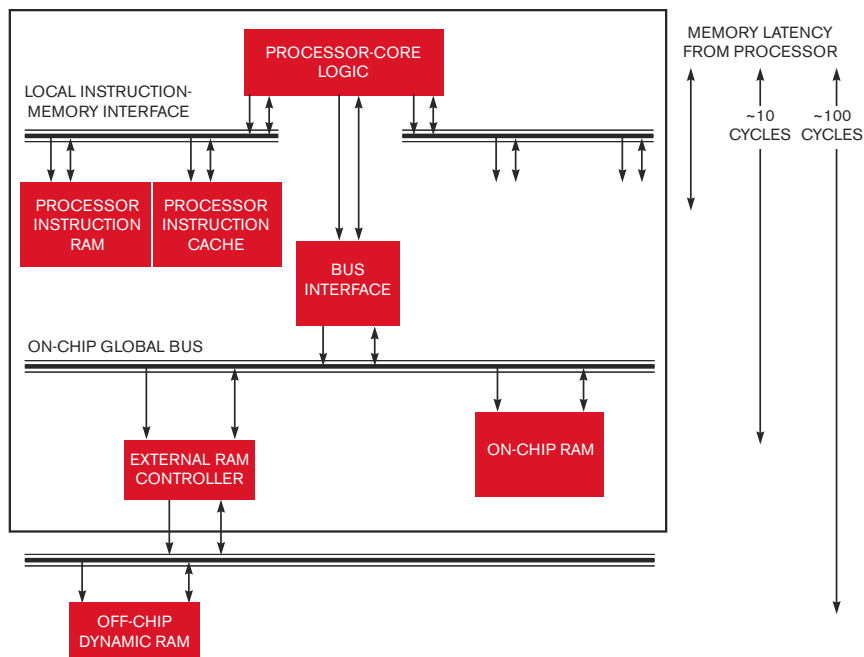 PROCESSOR-CORE
LOGIC
MEMORY LATENCY
FROM PROCESSOR
LOCAL INSTRUCTION-
MEMORY INTERFACE
~10
CYCLES
~100
CYCLES
PROCESSOR
INSTRUCTION
RAM
PROCESSOR
INSTRUCTION
CACHE
BUS
INTERFACE
ON-CHIP GLOBAL BUS
EXTERNAL RAM
CONTROLLER
ON-CHIP RAM
OFF-CHIP
DYNAMIC RAM